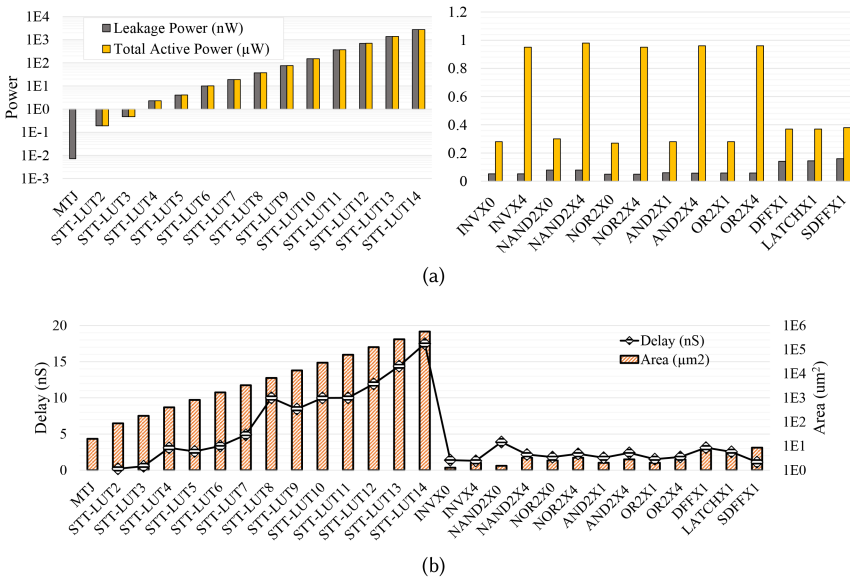 Power
1E4
1E3
1E2
1E1
1E0
1E-1
1E-2
1E-3
Leakage Power (nW)
Total Active Power (µW)
MTJ
STT-LUT2
STT-LUT3
STT-LUT4
STT-LUT5
STT-LUT6
STT-LUT7
STT-LUT8
STT-LUT9
STT-LUT10
STT-LUT11
STT-LUT12
STT-LUT13
STT-LUT14
1.2
1
0.8
0.6
0.4
0.2
0
INVX0
INVX4
NAND2X0
NAND2X4
NOR2X0
NOR2X4
AND2X1
AND2X4
OR2X1
OR2X4
DFFX1
LATCHX1
SDFFX1
(a)
Delay (nS)
20
15
10
5
0
Delay (nS)
Area (µm2)
1E6
1E5
1E4
1E3
1E2
1E1
1E0
Area (um²)
MTJ
STT-LUT2
STT-LUT3
STT-LUT4
STT-LUT5
STT-LUT6
STT-LUT7
STT-LUT8
STT-LUT9
STT-LUT10
STT-LUT11
STT-LUT12
STT-LUT13
STT-LUT14
INVX0
INVX4
NAND2X0
NAND2X4
NOR2X0
NOR2X4
AND2X1
AND2X4
OR2X1
OR2X4
DFFX1
LATCHX1
SDFFX1
(b)